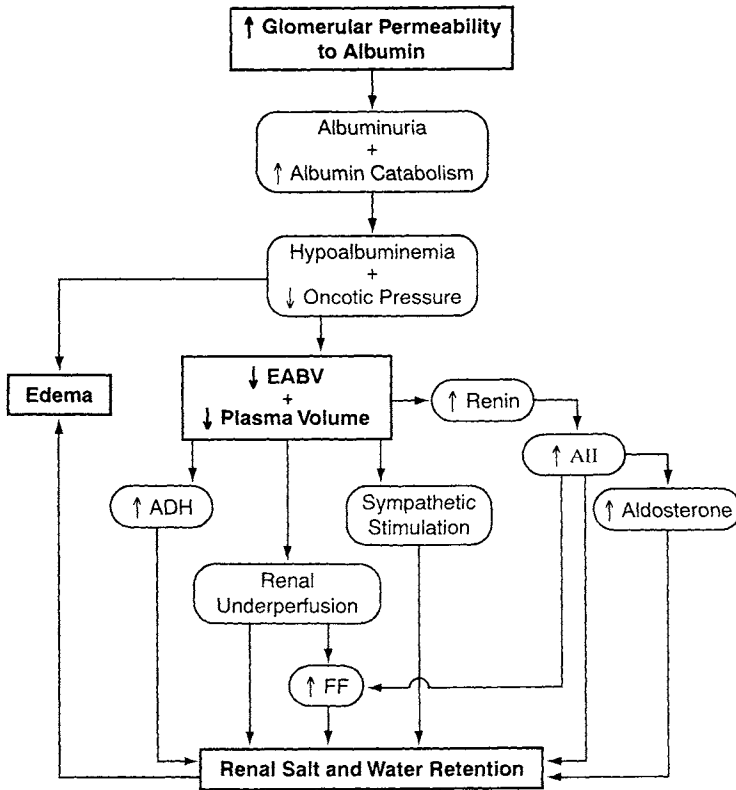 ↑ Glomerular Permeability
to Albumin
Albuminuria
+
↑ Albumin Catabolism
Hypoalbuminemia
+
↓ Oncotic Pressure
Edema
↓ EABV
+
↓ Plasma Volume
↑ Renin
↑ AII
↑ ADH
Sympathetic
Stimulation
↑ Aldosterone
Renal
Underperfusion
↑ FF
Renal Salt and Water Retention